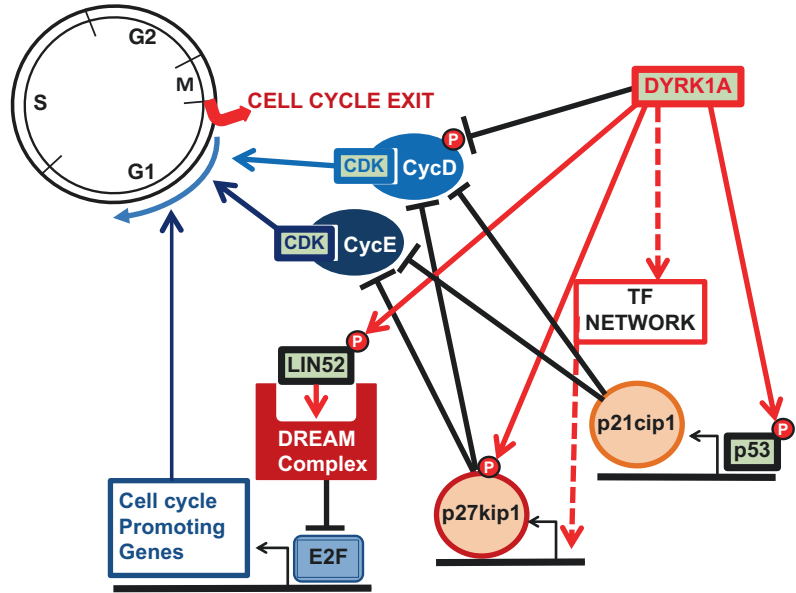 G2
S
M
G1
CELL CYCLE EXIT
DYRK1A
P
CDK
CycD
CDK
CycE
TF
NETWORK
P
LIN52
DREAM
Complex
p21cip1
P
p53
P
p27kip1
Cell cycle
Promoting
Genes
E2F